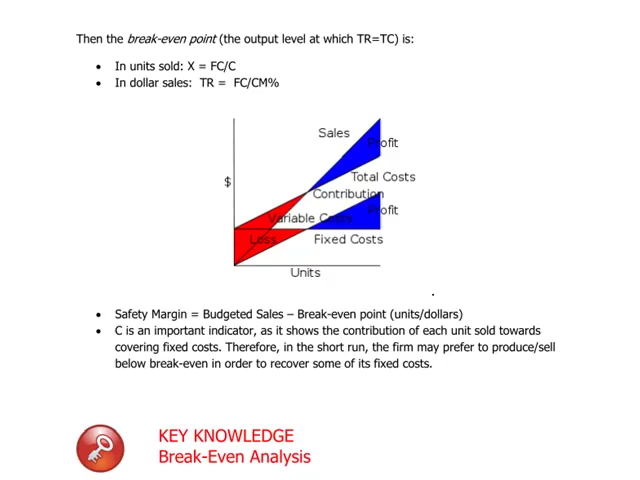 Then the break-even point (the output level at which TR=TC) is:
• In units sold: X = FC/C
• In dollar sales:  TR =  FC/CM%
Sales
Profit
$
Total Costs
Contribution
Profit
Variable Costs
Loss
Fixed Costs
Units
.
• Safety Margin = Budgeted Sales – Break-even point (units/dollars)
• C is an important indicator, as it shows the contribution of each unit sold towards
covering fixed costs. Therefore, in the short run, the firm may prefer to produce/sell
below break-even in order to recover some of its fixed costs.
KEY KNOWLEDGE
Break-Even Analysis